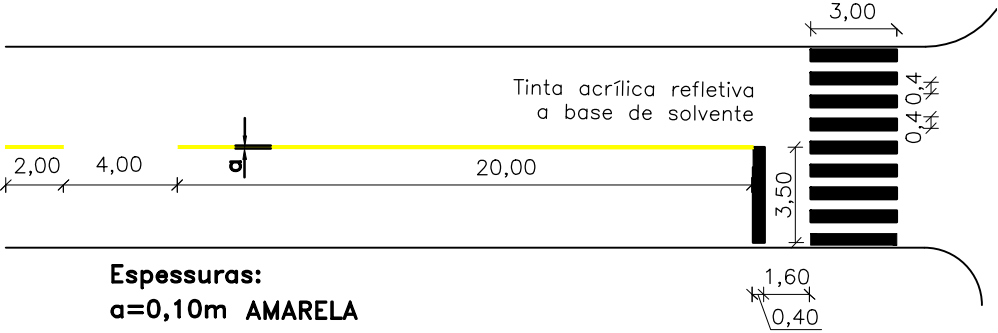 3,00
Tinta acrílica refletiva
a base de solvente
0,4
0,4
2,00
4,00
a
20,00
3,50
Espessuras:
a=0,10m AMARELA
1,60
0,40